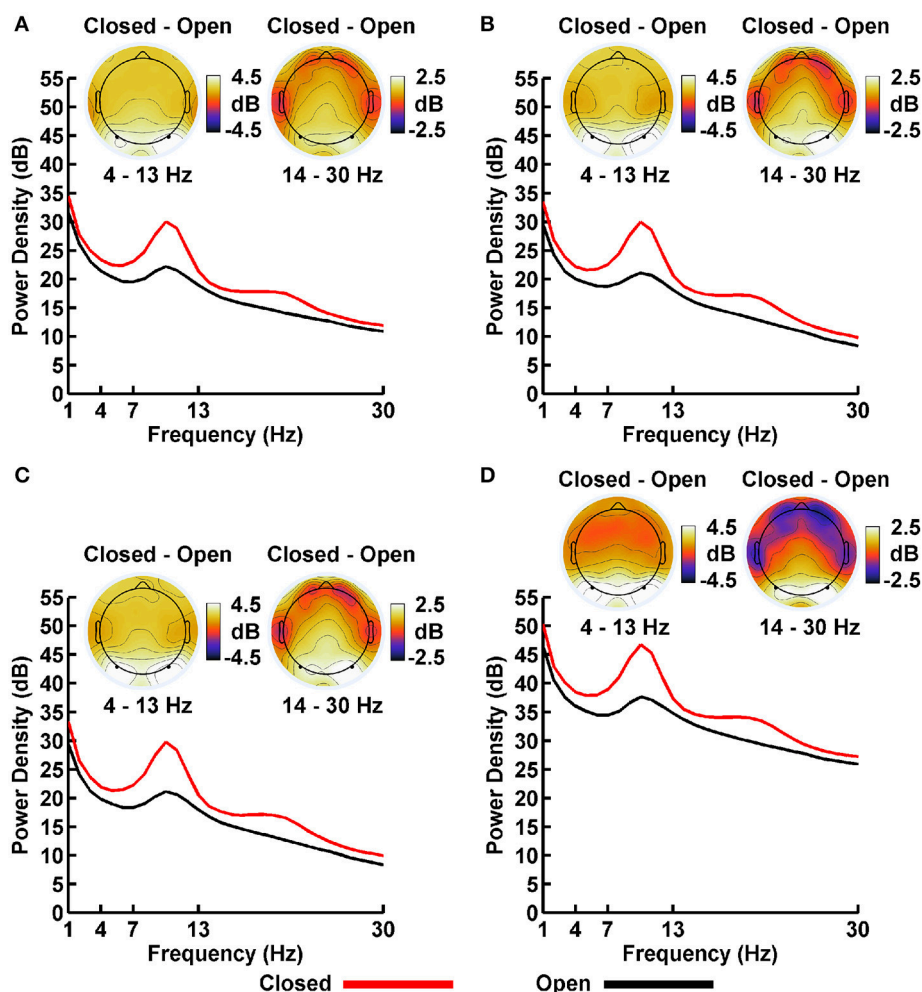 A
Closed - Open Closed - Open
4.5
dB
-4.5
2.5
dB
-2.5
4 - 13 Hz 14 - 30 Hz
Power Density (dB)
55
50
45
40
35
30
25
20
15
10
5
0
1 4 7 13 30
Frequency (Hz)
B
Closed - Open Closed - Open
4.5
dB
-4.5
2.5
dB
-2.5
4 - 13 Hz 14 - 30 Hz
Power Density (dB)
55
50
45
40
35
30
25
20
15
10
5
0
1 4 7 13 30
Frequency (Hz)
C
Closed - Open Closed - Open
4.5
dB
-4.5
2.5
dB
-2.5
4 - 13 Hz 14 - 30 Hz
Power Density (dB)
55
50
45
40
35
30
25
20
15
10
5
0
1 4 7 13 30
Frequency (Hz)
D
Closed - Open Closed - Open
4.5
dB
-4.5
2.5
dB
-2.5
4 - 13 Hz 14 - 30 Hz
Power Density (dB)
55
50
45
40
35
30
25
20
15
10
5
0
1 4 7 13 30
Frequency (Hz)
Closed Open